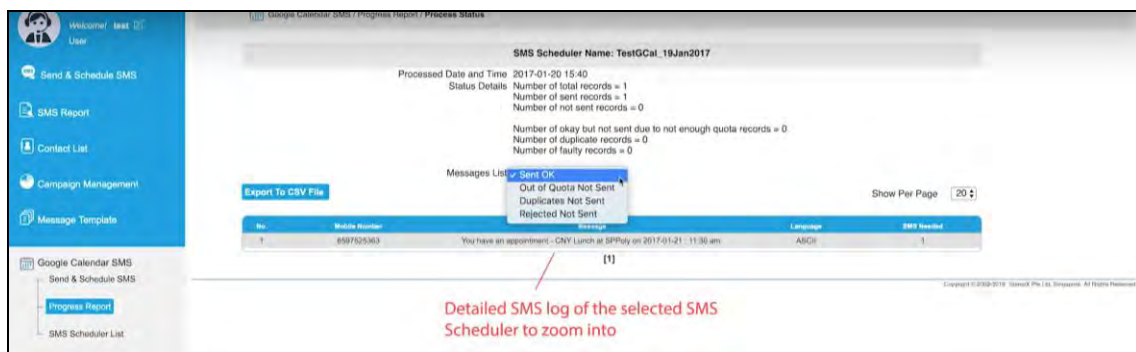 Welcome! test
User
Send & Schedule SMS
SMS Report
Contact List
Campaign Management
Message Template
Google Calendar SMS
Send & Schedule SMS
Progress Report
SMS Scheduler List
Google Calendar SMS / Progress Report / Process Status
SMS Scheduler Name: TestGCal_19Jan2017
Processed Date and Time 2017-01-20 15:40
Status Details Number of total records = 1
Number of sent records = 1
Number of not sent records = 0
Number of okay but not sent due to not enough quota records = 0
Number of duplicate records = 0
Number of faulty records = 0
Messages List ✓ Sent OK
Out of Quota Not Sent
Duplicates Not Sent
Rejected Not Sent
Export To CSV File
Show Per Page 20
No. Mobile Number Message Language SMS Needed
1 6597525363 You have an appointment - CNY Lunch at SPPoly on 2017-01-21 : 11:30 am ASCII 1
[1]
Detailed SMS log of the selected SMS
Scheduler to zoom into